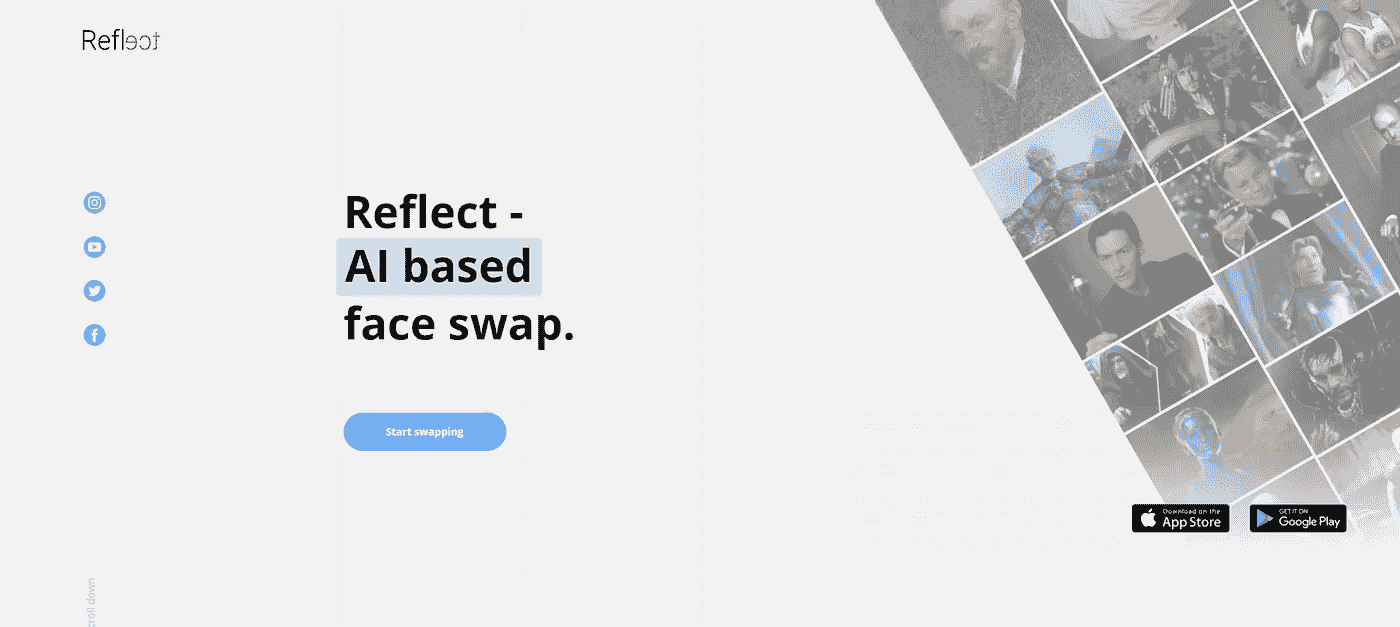 Reflect
Reflect -
AI based
face swap.
Start swapping
Download on the
App Store
GET IT ON
Google Play
croll down